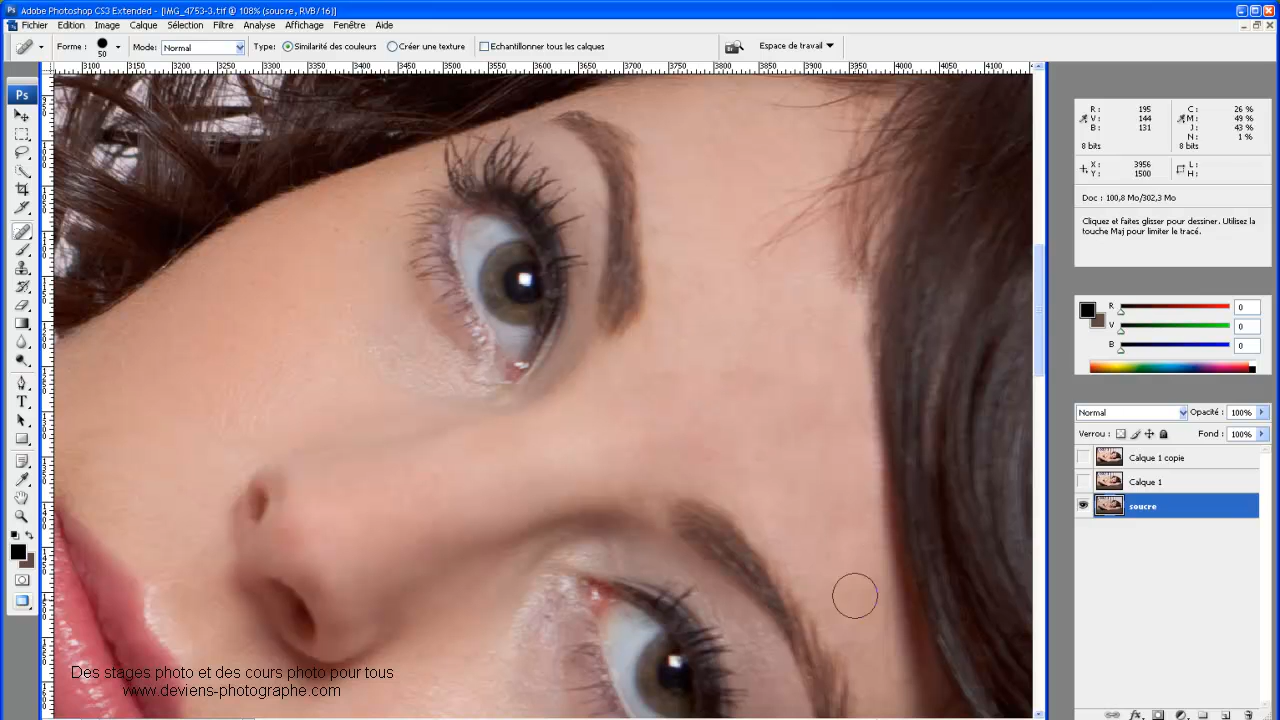 Adobe Photoshop CS3 Extended - [IMG_4753-3.tif @ 108% (soucre, RVB/16)]
Fichier Edition Image Calque Sélection Filtre Analyse Affichage Fenêtre Aide
Forme : 50 Mode: Normal Type: Similarité des couleurs Créer une texture Echantillonner tous les calques Espace de travail
3100 3150 3200 3250 3300 3350 3400 3450 3500 3550 3600 3650 3700 3750 3800 3850 3900 3950 4000 4050 4100
Ps
R : 195 C : 26 %
V : 144 M : 49 %
B : 131 J : 43 %
N : 1 %
8 bits 8 bits
X : 3956 L :
Y : 1500 H :
Doc : 100,8 Mo/302,3 Mo
Cliquez et faites glisser pour dessiner. Utilisez la
touche Maj pour limiter le tracé.
R 0
V 0
B 0
Normal Opacité : 100%
Verrou : Fond : 100%
Calque 1 copie
Calque 1
soucre
Des stages photo et des cours photo pour tous
www.deviens-photographe.com